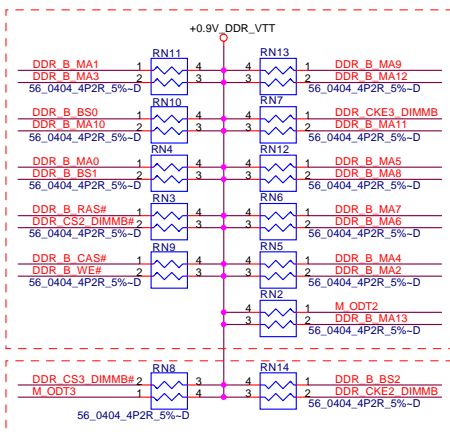 +0.9V_DDR_VTT
RN11 RN13
DDR_B_MA1 1 4 4 1 DDR_B_MA9
DDR_B_MA3 2 3 3 2 DDR_B_MA12
56_0404_4P2R_5%~D 56_0404_4P2R_5%~D
RN10 RN7
DDR_B_BS0 1 4 4 1 DDR_CKE3_DIMMB
DDR_B_MA10 2 3 3 2 DDR_B_MA11
56_0404_4P2R_5%~D 56_0404_4P2R_5%~D
RN4 RN12
DDR_B_MA0 1 4 4 1 DDR_B_MA5
DDR_B_BS1 2 3 3 2 DDR_B_MA8
56_0404_4P2R_5%~D 56_0404_4P2R_5%~D
RN3 RN6
DDR_B_RAS# 1 4 4 1 DDR_B_MA7
DDR_CS2_DIMMB# 2 3 3 2 DDR_B_MA6
56_0404_4P2R_5%~D 56_0404_4P2R_5%~D
RN9 RN5
DDR_B_CAS# 1 4 4 1 DDR_B_MA4
DDR_B_WE# 2 3 3 2 DDR_B_MA2
56_0404_4P2R_5%~D 56_0404_4P2R_5%~D
RN2
4 1 M_ODT2
3 2 DDR_B_MA13
56_0404_4P2R_5%~D
RN8 RN14
DDR_CS3_DIMMB# 2 3 4 1 DDR_B_BS2
M_ODT3 1 4 3 2 DDR_CKE2_DIMMB
56_0404_4P2R_5%~D 56_0404_4P2R_5%~D